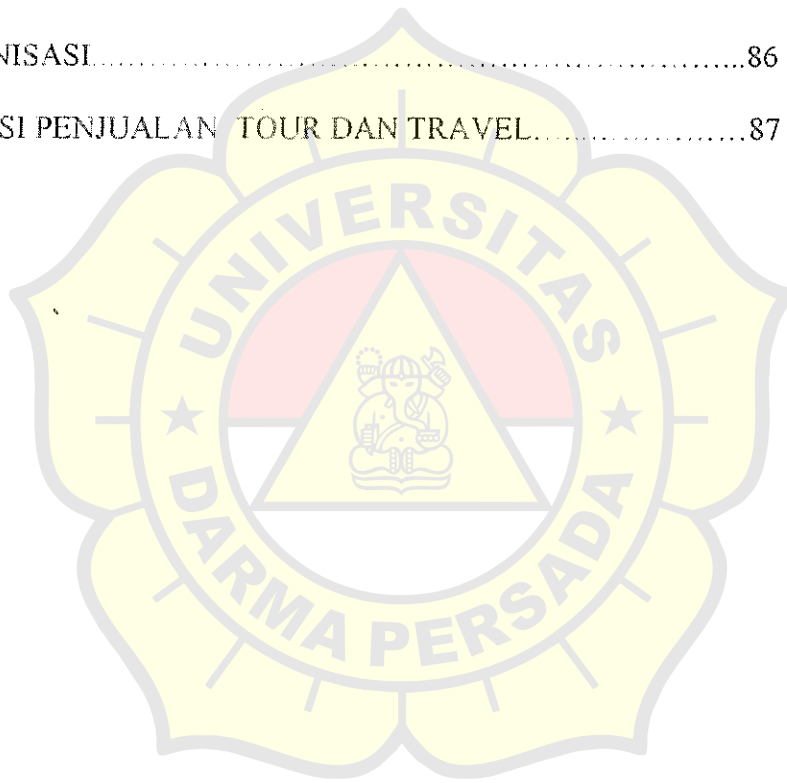 NISASI.......................................................86
SI PENJUALAN TOUR DAN TRAVEL....................87
UNIVERSITAS
★ DARMA PERSADA ★